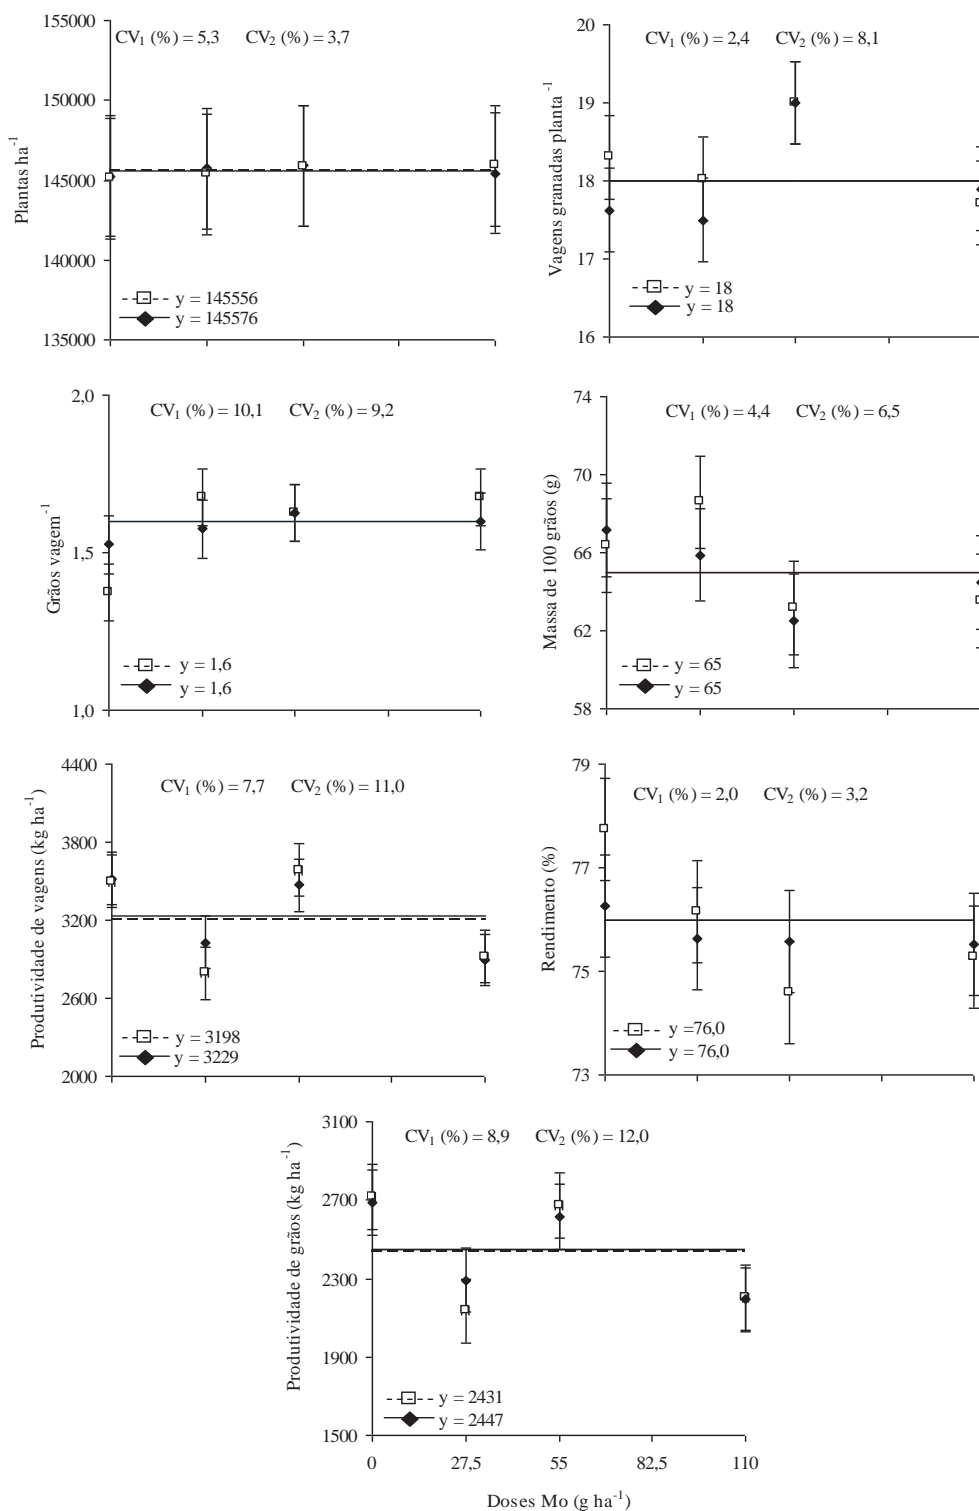 155000
CV1 (%) = 5,3 CV2 (%) = 3,7
150000
145000
140000
135000
Plantas ha-1
y = 145556
y = 145576
20
CV1 (%) = 2,4 CV2 (%) = 8,1
19
18
17
16
Vagens granadas planta-1
y = 18
y = 18
2,0
CV1 (%) = 10,1 CV2 (%) = 9,2
1,5
1,0
Grãos vagem-1
y = 1,6
y = 1,6
74
CV1 (%) = 4,4 CV2 (%) = 6,5
70
66
62
58
Massa de 100 grãos (g)
y = 65
y = 65
4400
CV1 (%) = 7,7 CV2 (%) = 11,0
3800
3200
2600
2000
Produtividade de vagens (kg ha-1)
y = 3198
y = 3229
79
CV1 (%) = 2,0 CV2 (%) = 3,2
77
75
73
Rendimento (%)
y =76,0
y = 76,0
3100
CV1 (%) = 8,9 CV2 (%) = 12,0
2700
2300
1900
1500
Produtividade de grãos (kg ha-1)
y = 2431
y = 2447
0 27,5 55 82,5 110
Doses Mo (g ha-1)